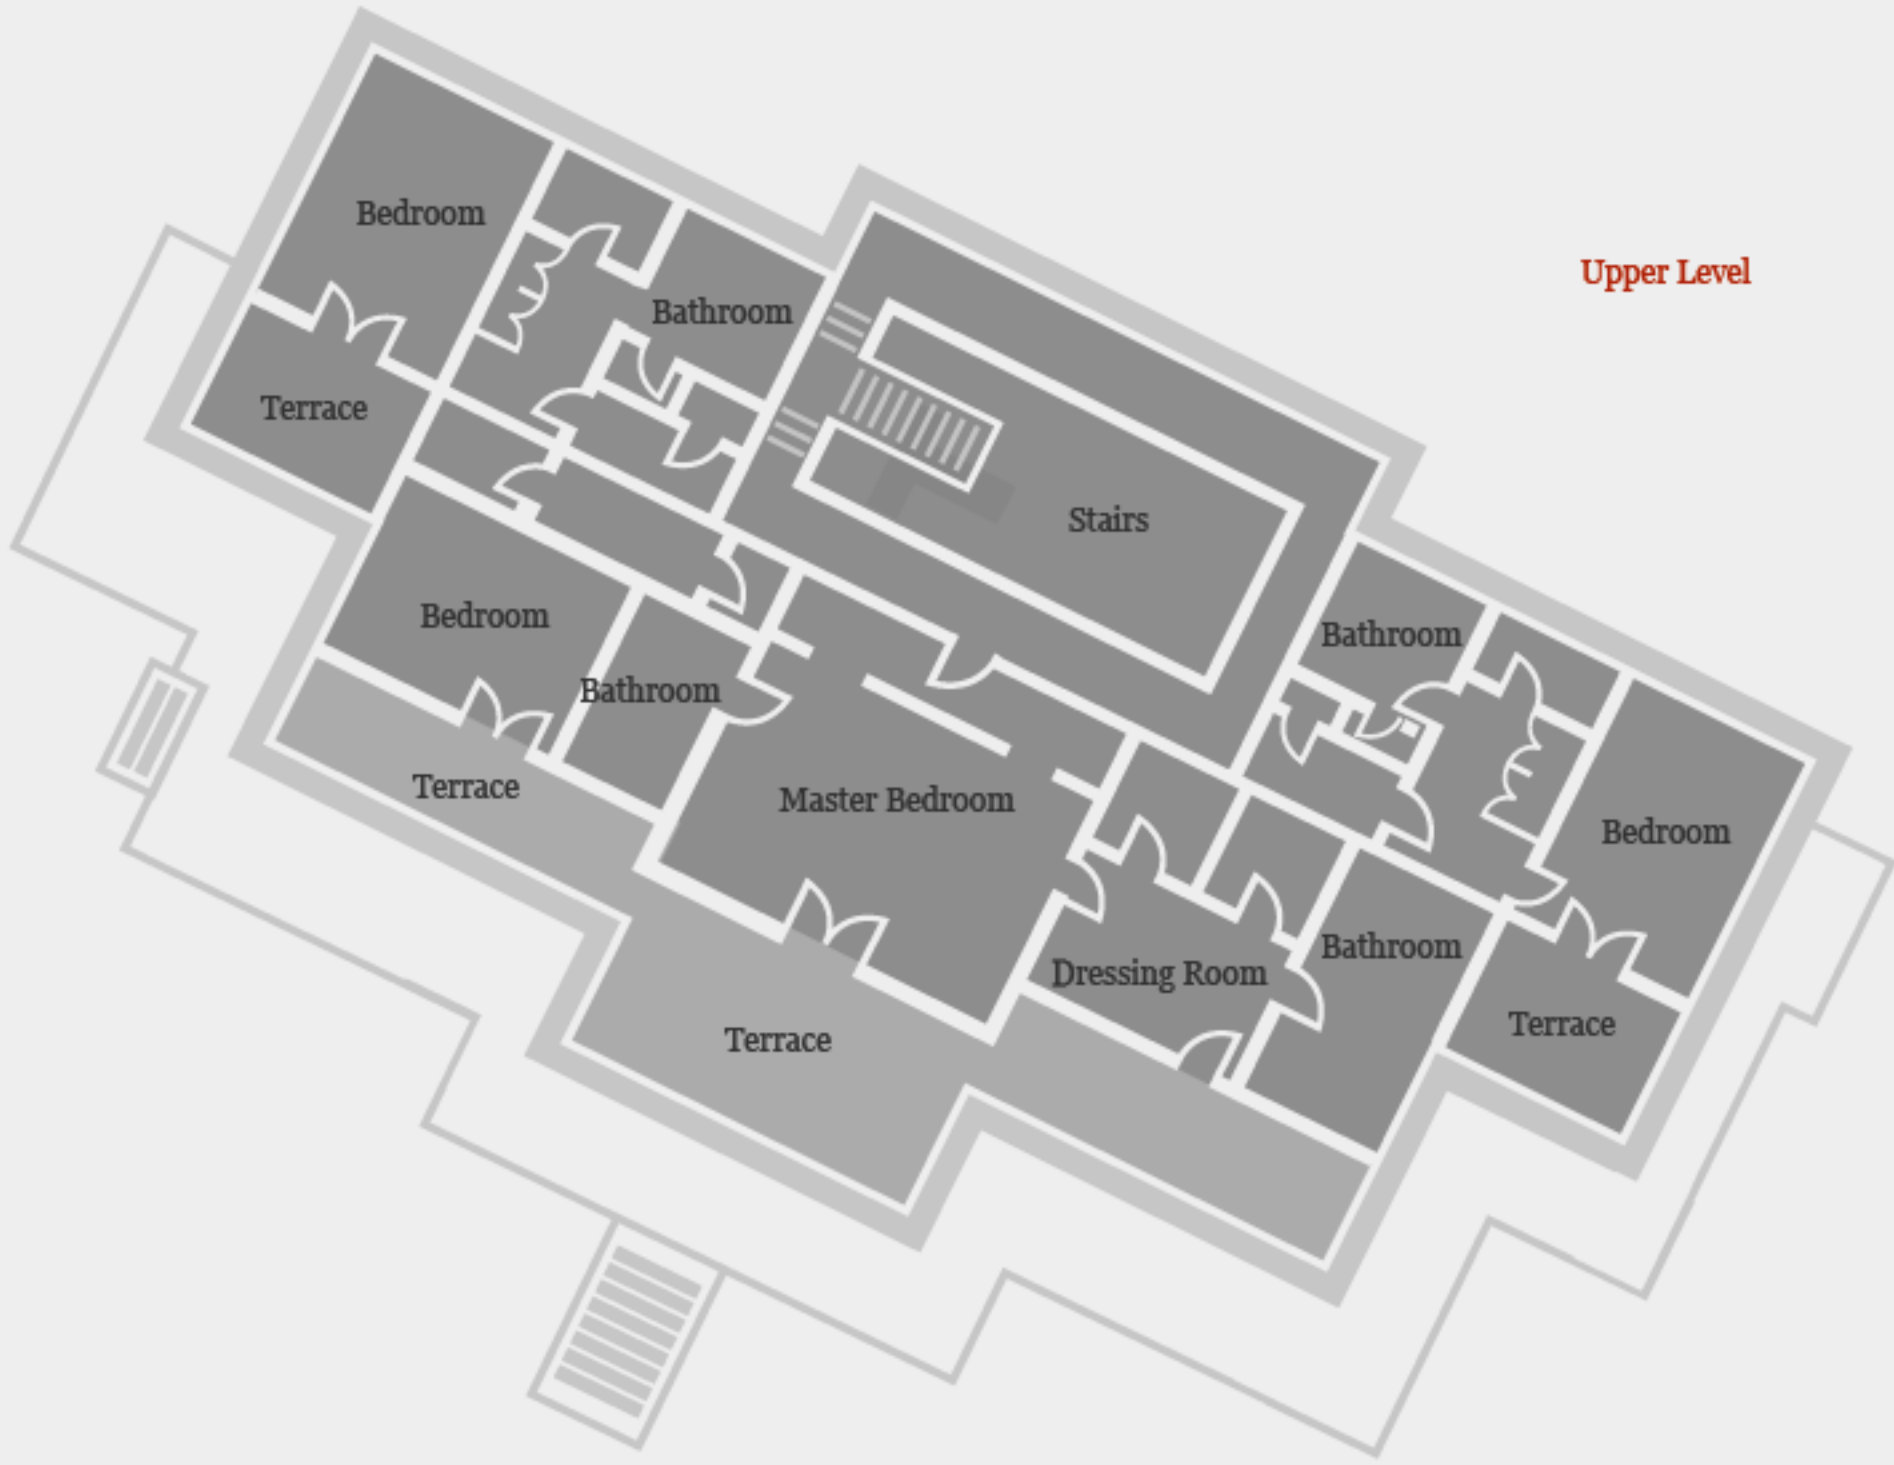 Bedroom
Upper Level
Bathroom
Terrace
Stairs
Bedroom
Bathroom
Bathroom
Terrace
Master Bedroom
Bedroom
Bathroom
Dressing Room
Terrace
Terrace